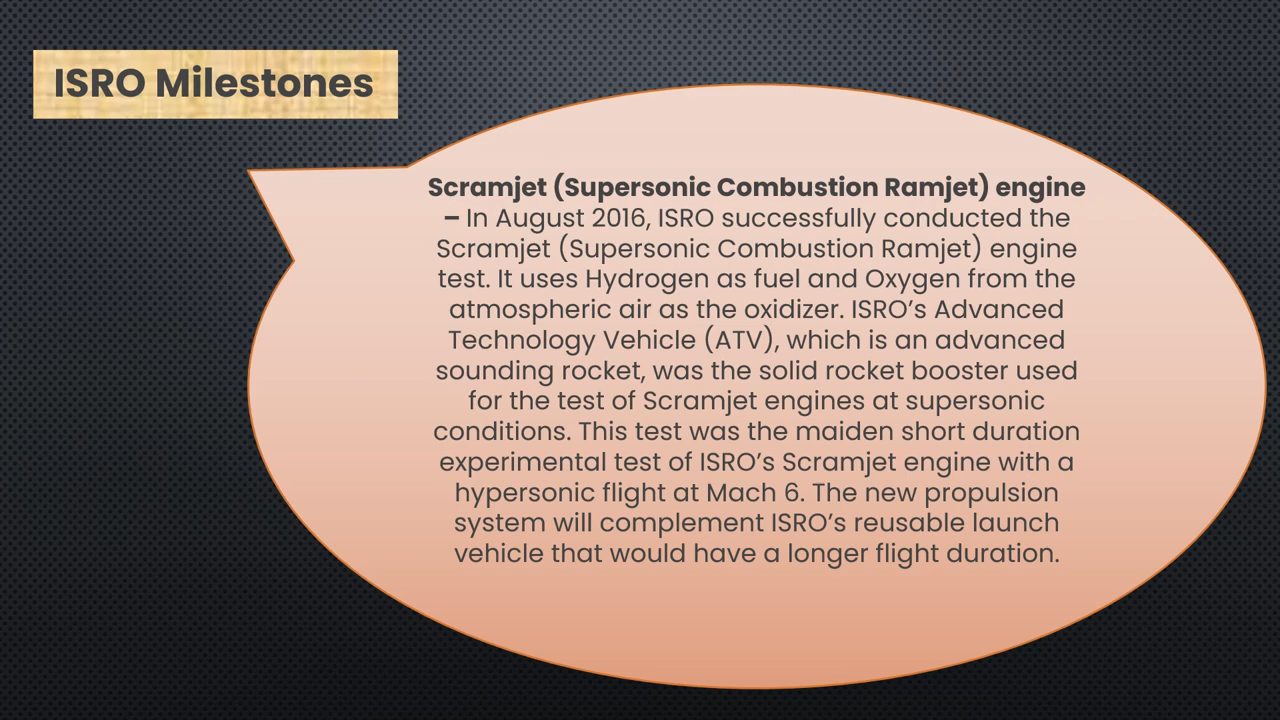 ISRO Milestones
Scramjet (Supersonic Combustion Ramjet) engine
– In August 2016, ISRO successfully conducted the
Scramjet (Supersonic Combustion Ramjet) engine
test. It uses Hydrogen as fuel and Oxygen from the
atmospheric air as the oxidizer. ISRO’s Advanced
Technology Vehicle (ATV), which is an advanced
sounding rocket, was the solid rocket booster used
for the test of Scramjet engines at supersonic
conditions. This test was the maiden short duration
experimental test of ISRO’s Scramjet engine with a
hypersonic flight at Mach 6. The new propulsion
system will complement ISRO’s reusable launch
vehicle that would have a longer flight duration.